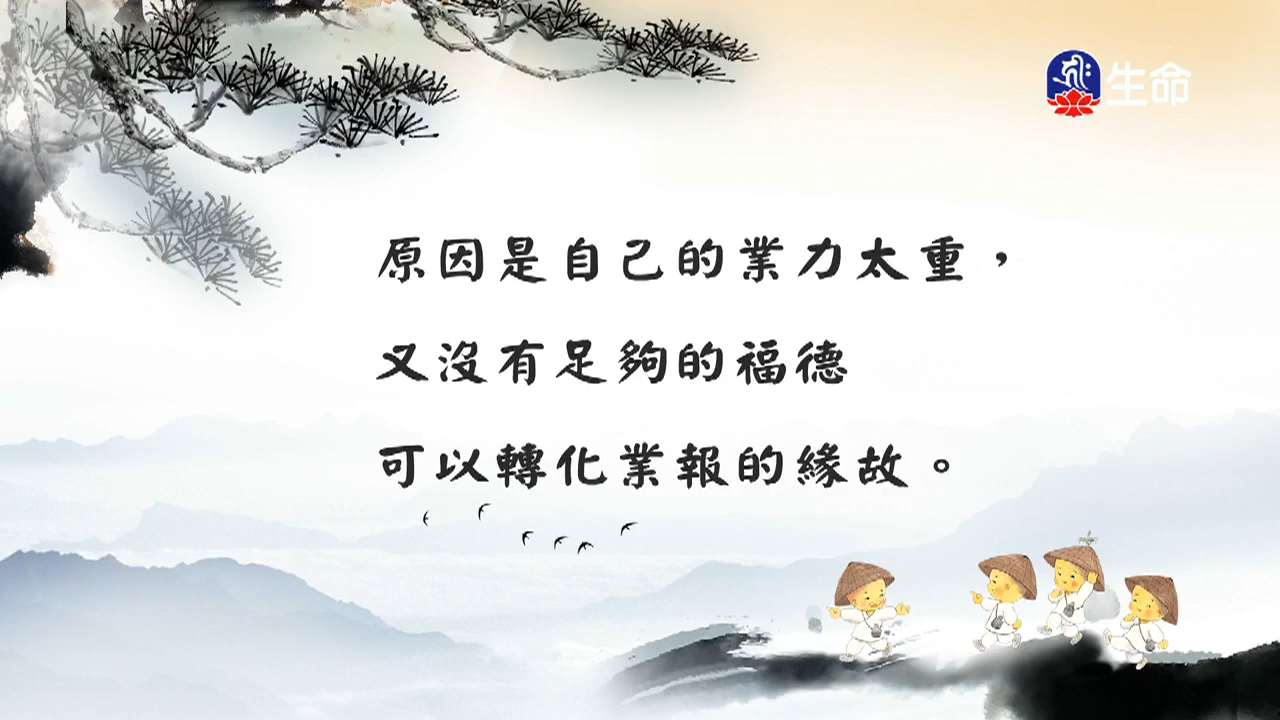 生命
原因是自己的業力太重，
又沒有足夠的福德
可以轉化業報的緣故。